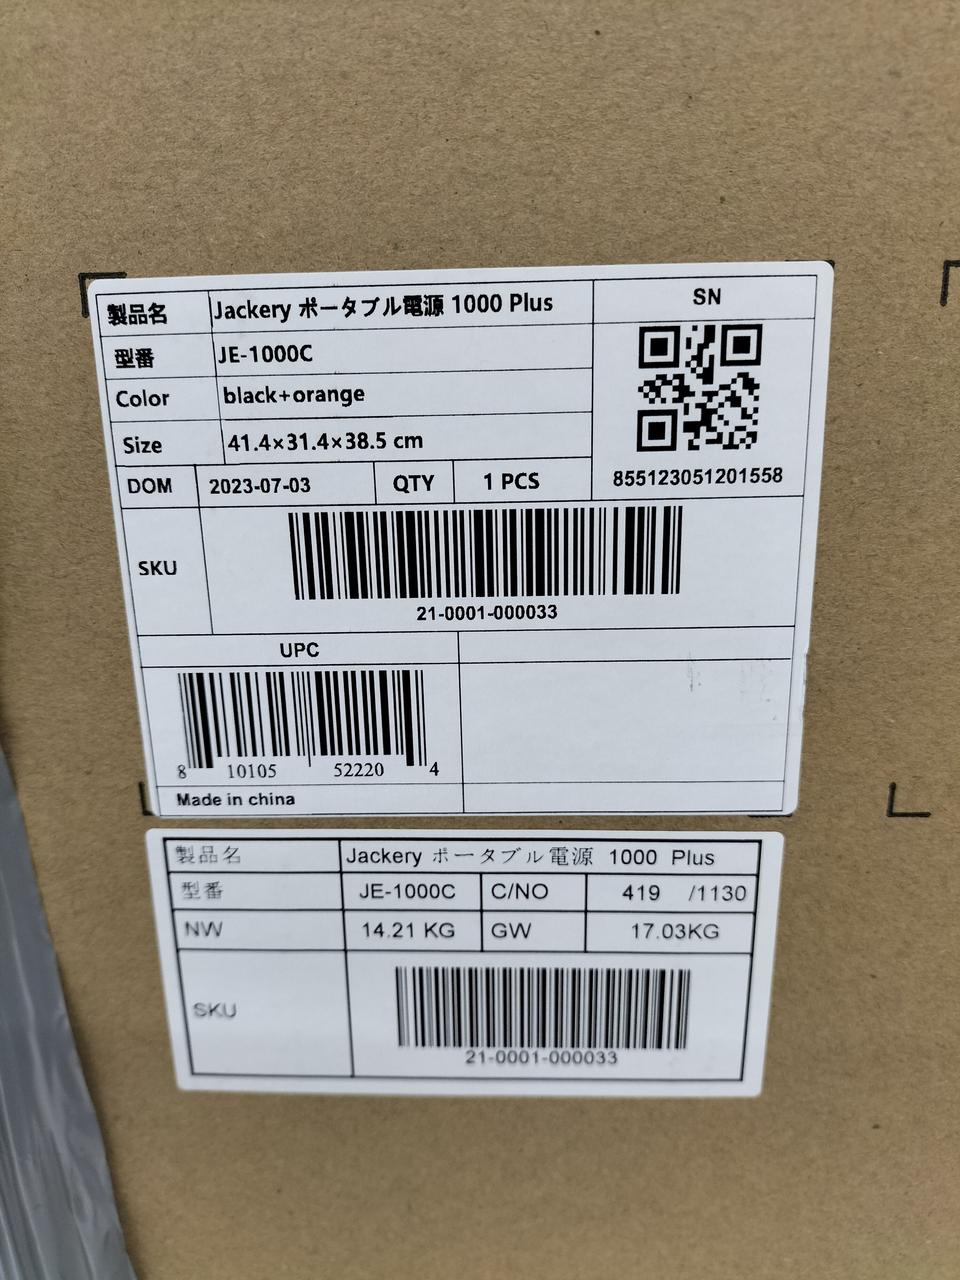 製品名 Jackery ポータブル電源 1000 Plus SN
型番 JE-1000C
Color black+orange
Size 41.4×31.4×38.5 cm
DOM 2023-07-03 QTY 1 PCS 855123051201558
SKU
21-0001-000033
UPC
8 10105 52220 4
Made in china
製品名 Jackery ポータブル電源 1000 Plus
型番 JE-1000C C/NO 419 /1130
NW 14.21 KG GW 17.03KG
SKU
21-0001-000033